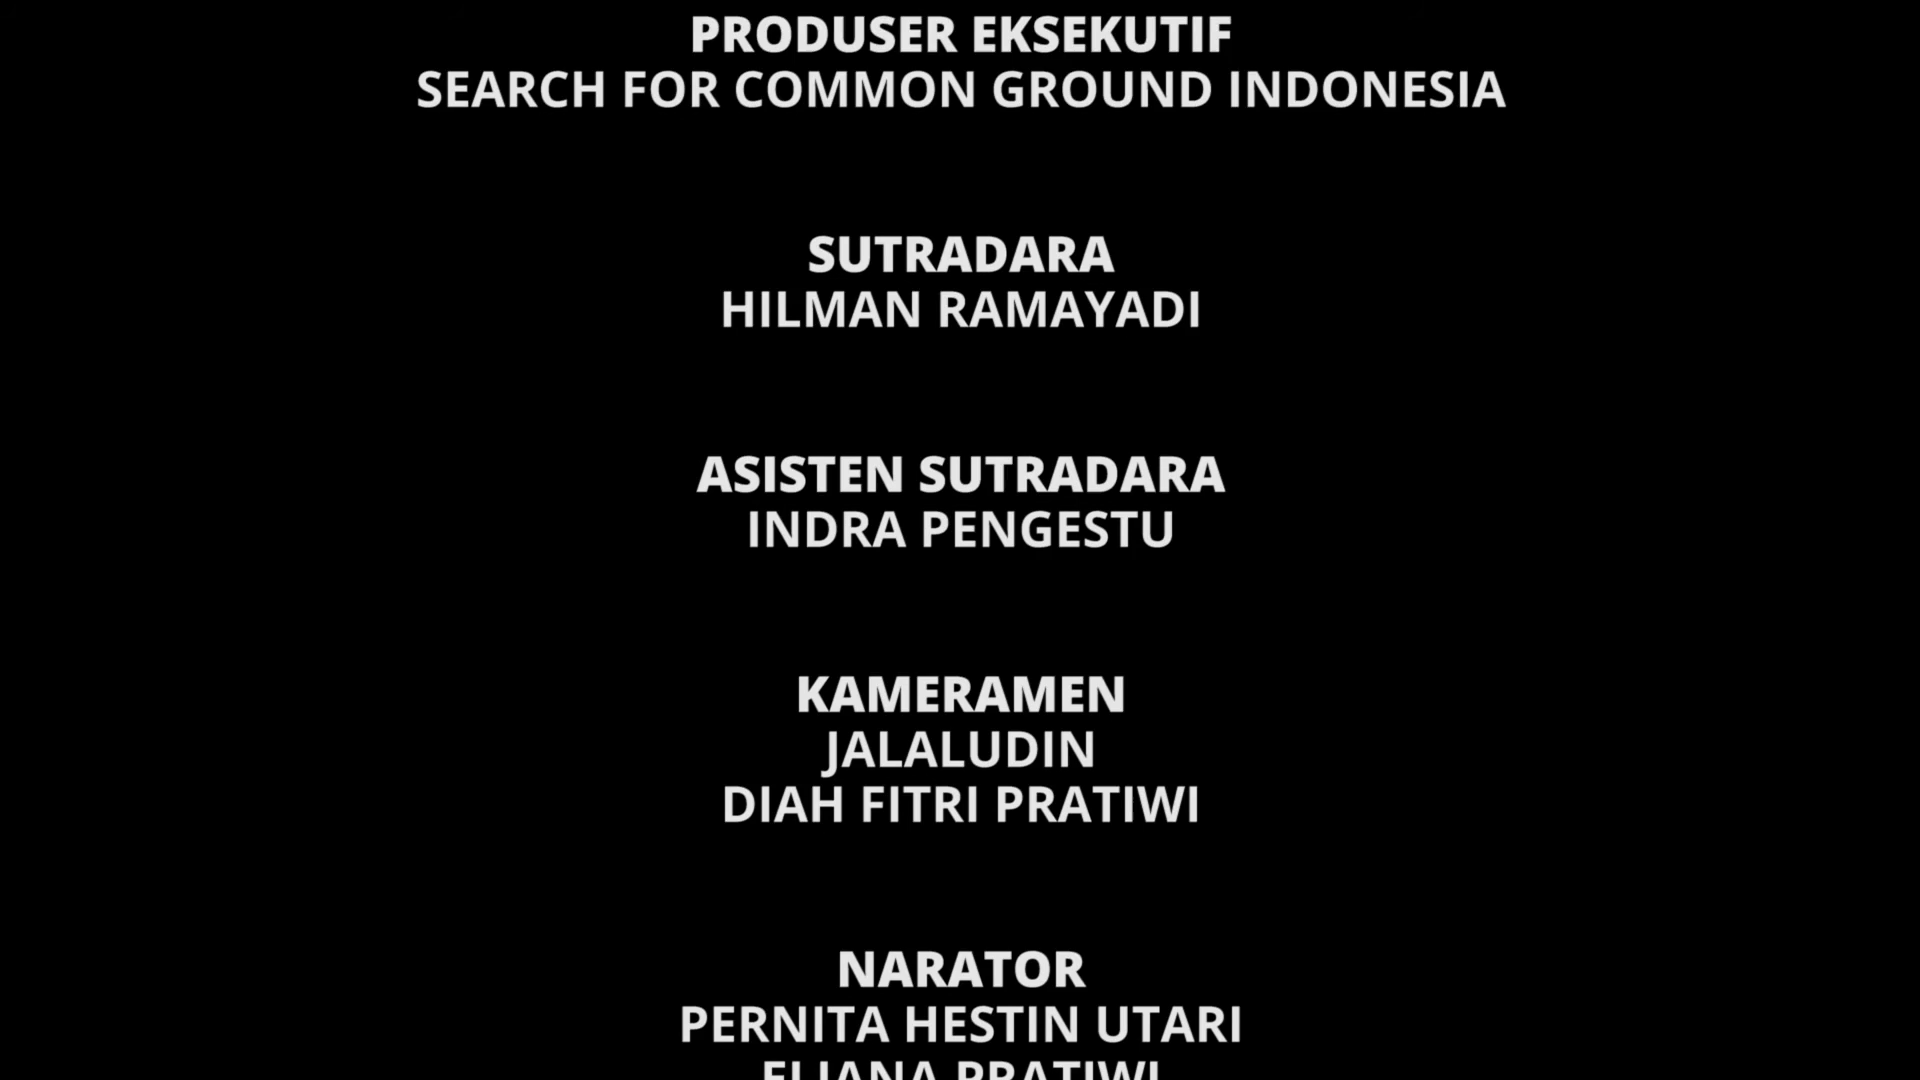 PRODUSER EKSEKUTIF
SEARCH FOR COMMON GROUND INDONESIA
SUTRADARA
HILMAN RAMAYADI
ASISTEN SUTRADARA
INDRA PENGESTU
KAMERAMEN
JALALUDIN
DIAH FITRI PRATIWI
NARATOR
PERNITA HESTIN UTARI
PRATIWI